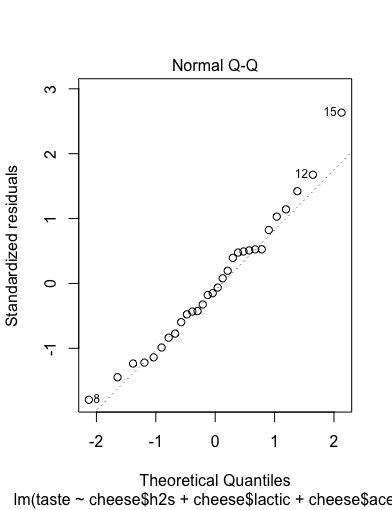 Normal Q-Q
3
2
1
0
-1
Standardized residuals
15
12
8
-2 -1 0 1 2
Theoretical Quantiles
lm(taste ~ cheese$h2s + cheese$lactic + cheese$ace